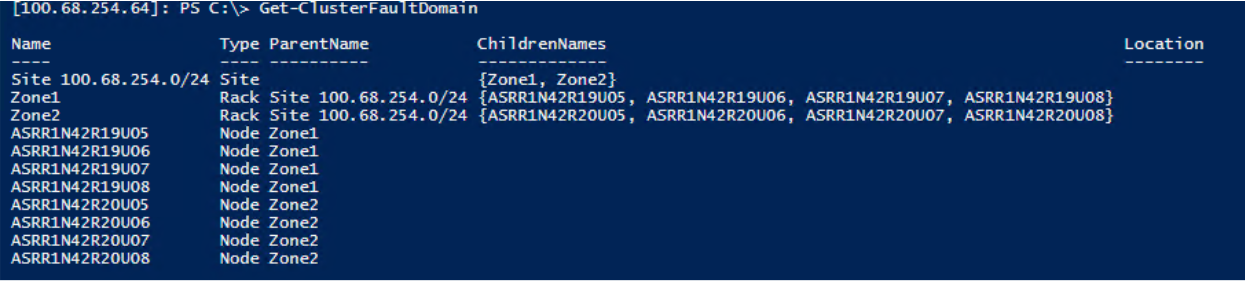 [100.68.254.64]: PS C:\> Get-ClusterFaultDomain
Name Type ParentName ChildrenNames Location
---- ---- ---------- ------------- --------
Site 100.68.254.0/24 Site {Zone1, Zone2}
Zone1 Rack Site 100.68.254.0/24 {ASRR1N42R19U05, ASRR1N42R19U06, ASRR1N42R19U07, ASRR1N42R19U08}
Zone2 Rack Site 100.68.254.0/24 {ASRR1N42R20U05, ASRR1N42R20U06, ASRR1N42R20U07, ASRR1N42R20U08}
ASRR1N42R19U05 Node Zone1
ASRR1N42R19U06 Node Zone1
ASRR1N42R19U07 Node Zone1
ASRR1N42R19U08 Node Zone1
ASRR1N42R20U05 Node Zone2
ASRR1N42R20U06 Node Zone2
ASRR1N42R20U07 Node Zone2
ASRR1N42R20U08 Node Zone2